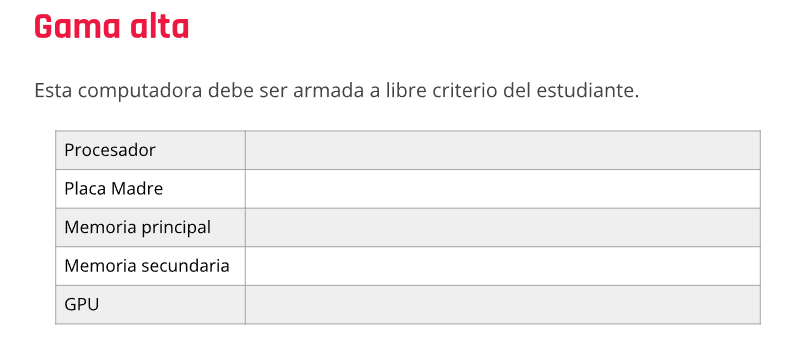 Gama alta
Esta computadora debe ser armada a libre criterio del estudiante.
Procesador
Placa Madre
Memoria principal
Memoria secundaria
GPU